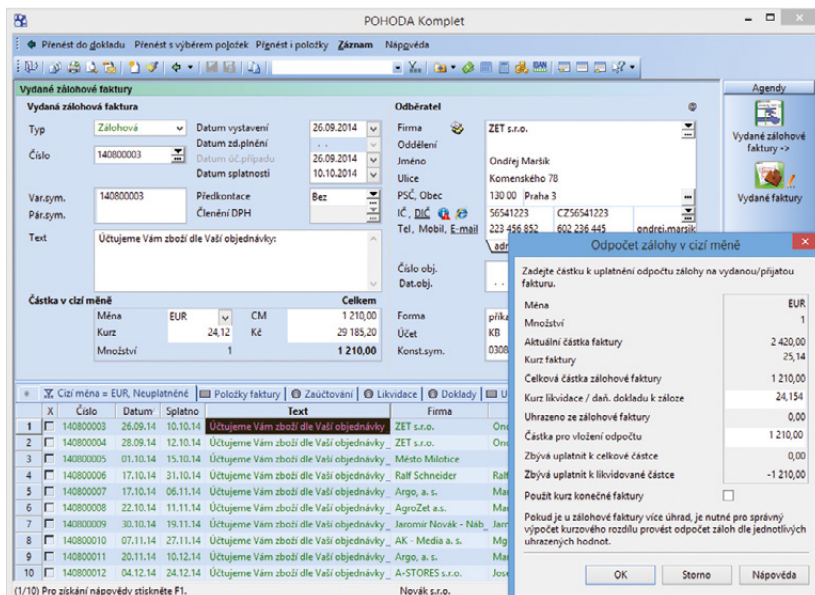 POHODA Komplet
Přenést do dokladu Přenést s výběrem položek Přenést i položky Záznam Nápověda
Vydané zálohové faktury
Agendy
Vydané zálohové faktury ->
Vydané faktury
Vydaná zálohová faktura
Typ Zálohová
Číslo 140800003
Datum vystavení 26.09.2014
Datum zd.plnění . .
Datum úč.případu 26.09.2014
Datum splatnosti 10.10.2014
Var.sym. 140800003
Pár.sym.
Předkontace Bez
Členění DPH
Text Účtujeme Vám zboží dle Vaší objednávky:
Odběratel
Firma ZET s.r.o.
Oddělení
Jméno Ondřej Maršik
Ulice Komenského 78
PSČ, Obec 130 00 Praha 3
IČ, DIČ 56541223 CZ56541223
Tel, Mobil, E-mail 223 456 852 602 236 445 ondrej.marsik
Číslo obj.
Dat.obj. . .
Forma
Účet KB
Konst.sym. 0308
Částka v cizí měně Celkem
Měna EUR CM 1 210,00
Kurz 24,12 Kč 29 185,20
Množství 1 1 210,00
Cizí měna = EUR, Neuplatněné Položky faktury Zaúčtování Likvidace Doklady U
X Číslo Datum Splatno Text Firma
1 140800003 26.09.14 10.10.14 Účtujeme Vám zboží dle Vaší objednávky ZET s.r.o.
2 140800004 28.09.14 12.10.14 Účtujeme Vám zboží dle Vaší objednávky_ ZET s.r.o.
3 140800005 01.10.14 15.10.14 Účtujeme Vám zboží dle Vaší objednávky_ Město Milotice
4 140800006 17.10.14 31.10.14 Účtujeme Vám zboží dle Vaší objednávky_ Ralf Schneider
5 140800007 17.10.14 06.11.14 Účtujeme Vám zboží dle Vaší objednávky_ Argo, a. s.
6 140800008 22.10.14 11.11.14 Účtujeme Vám zboží dle Vaší objednávky_ AgroZet a.s.
7 140800009 30.10.14 19.11.14 Účtujeme Vám zboží dle Vaší objednávky_ Jaromír Novák - Náb_
8 140800010 07.11.14 27.11.14 Účtujeme Vám zboží dle Vaší objednávky_ AK - Media a. s.
9 140800011 20.11.14 10.12.14 Účtujeme Vám zboží dle Vaší objednávky_ Argo, a. s.
10 140800012 04.12.14 24.12.14 Účtujeme Vám zboží dle Vaší objednávky_ A-STORES s.r.o.
(1/10) Pro získání nápovědy stiskněte F1. Novák s.r.o.
Odpočet zálohy v cizí měně
Zadejte částku k uplatnění odpočtu zálohy na vydanou/přijatou
fakturu.
Měna EUR
Množství 1
Aktuální částka faktury 2 420,00
Kurz faktury 25,14
Celková částka zálohové faktury 1 210,00
Kurz likvidace / daň. dokladu k záloze 24,154
Uhrazeno ze zálohové faktury 0,00
Částka pro vložení odpočtu 1 210,00
Zbývá uplatnit k celkové částce 0,00
Zbývá uplatnit k likvidované částce -1 210,00
Použít kurz konečné faktury
Pokud je u zálohové faktury více úhrad, je nutné pro správný
výpočet kurzového rozdílu provést odpočet záloh dle jednotlivých
uhrazených hodnot.
OK Storno Nápověda